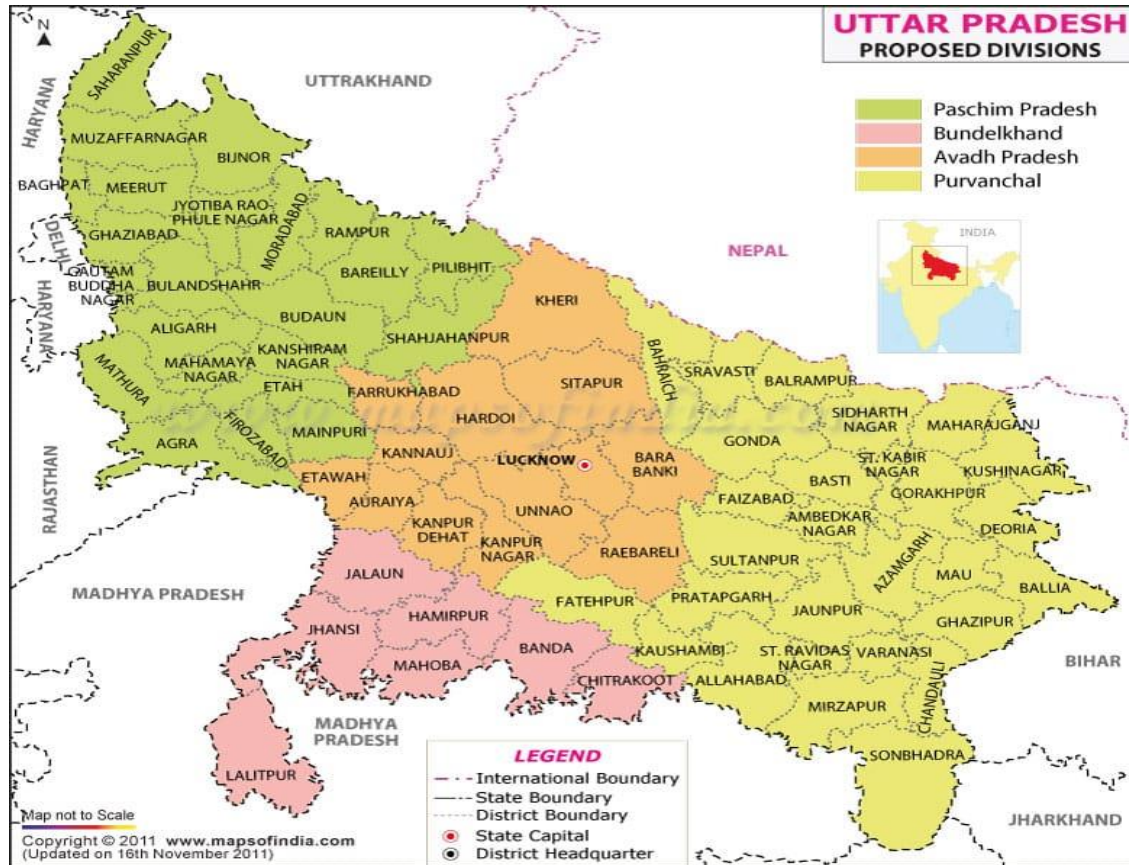 UTTAR PRADESH
PROPOSED DIVISIONS
N
Paschim Pradesh
Bundelkhand
Avadh Pradesh
Purvanchal
INDIA
UTTRAKHAND
HARYANA
DELHI
HARYANA
RAJASTHAN
NEPAL
MADHYA PRADESH
MADHYA
PRADESH
BIHAR
JHARKHAND
SAHARANPUR
MUZAFFARNAGAR
BIJNOR
BAGHPAT
MEERUT
JYOTIBA RAO
PHULE NAGAR
MORADABAD
RAMPUR
GHAZIABAD
GAUTAM
BUDDHA
NAGAR
BULANDSHAHR
BAREILLY
PILIBHIT
BUDAUN
ALIGARH
SHAHJAHANPUR
MATHURA
MAHAMAYA
NAGAR
KANSHIRAM
NAGAR
ETAH
AGRA
FIROZABAD
MAINPURI
KHERI
SITAPUR
FARRUKHABAD
HARDOI
KANNAUJ
LUCKNOW
BARA
BANKI
ETAWAH
AURAIYA
KANPUR
DEHAT
UNNAO
KANPUR
NAGAR
RAEBARELI
BAHRAICH
SRAVASTI
BALRAMPUR
SIDHARTH
NAGAR
MAHARAJGANJ
GONDA
ST. KABIR
NAGAR
KUSHINAGAR
BASTI
GORAKHPUR
FAIZABAD
AMBEDKAR
NAGAR
DEORIA
SULTANPUR
AZAMGARH
MAU
BALLIA
FATEHPUR
PRATAPGARH
JAUNPUR
GHAZIPUR
KAUSHAMBI
ST. RAVIDAS
NAGAR
VARANASI
ALLAHABAD
CHANDAULI
MIRZAPUR
SONBHADRA
JALAUN
HAMIRPUR
JHANSI
BANDA
MAHOBA
CHITRAKOOT
LALITPUR
www.mapsofindia.com
LEGEND
International Boundary
State Boundary
District Boundary
State Capital
District Headquarter
Map not to Scale
Copyright © 2011 www.mapsofindia.com
(Updated on 16th November 2011)